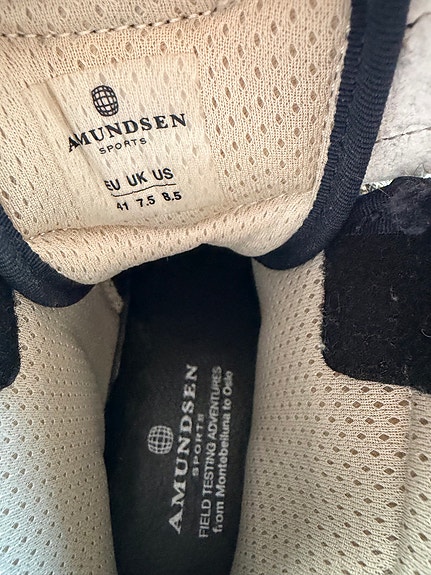 AMUNDSEN
SPORTS
EU UK US
41 7.5 8.5
AMUNDSEN
SPORTS
FIELD TESTING ADVENTURES
from Montebelluna to Oslo